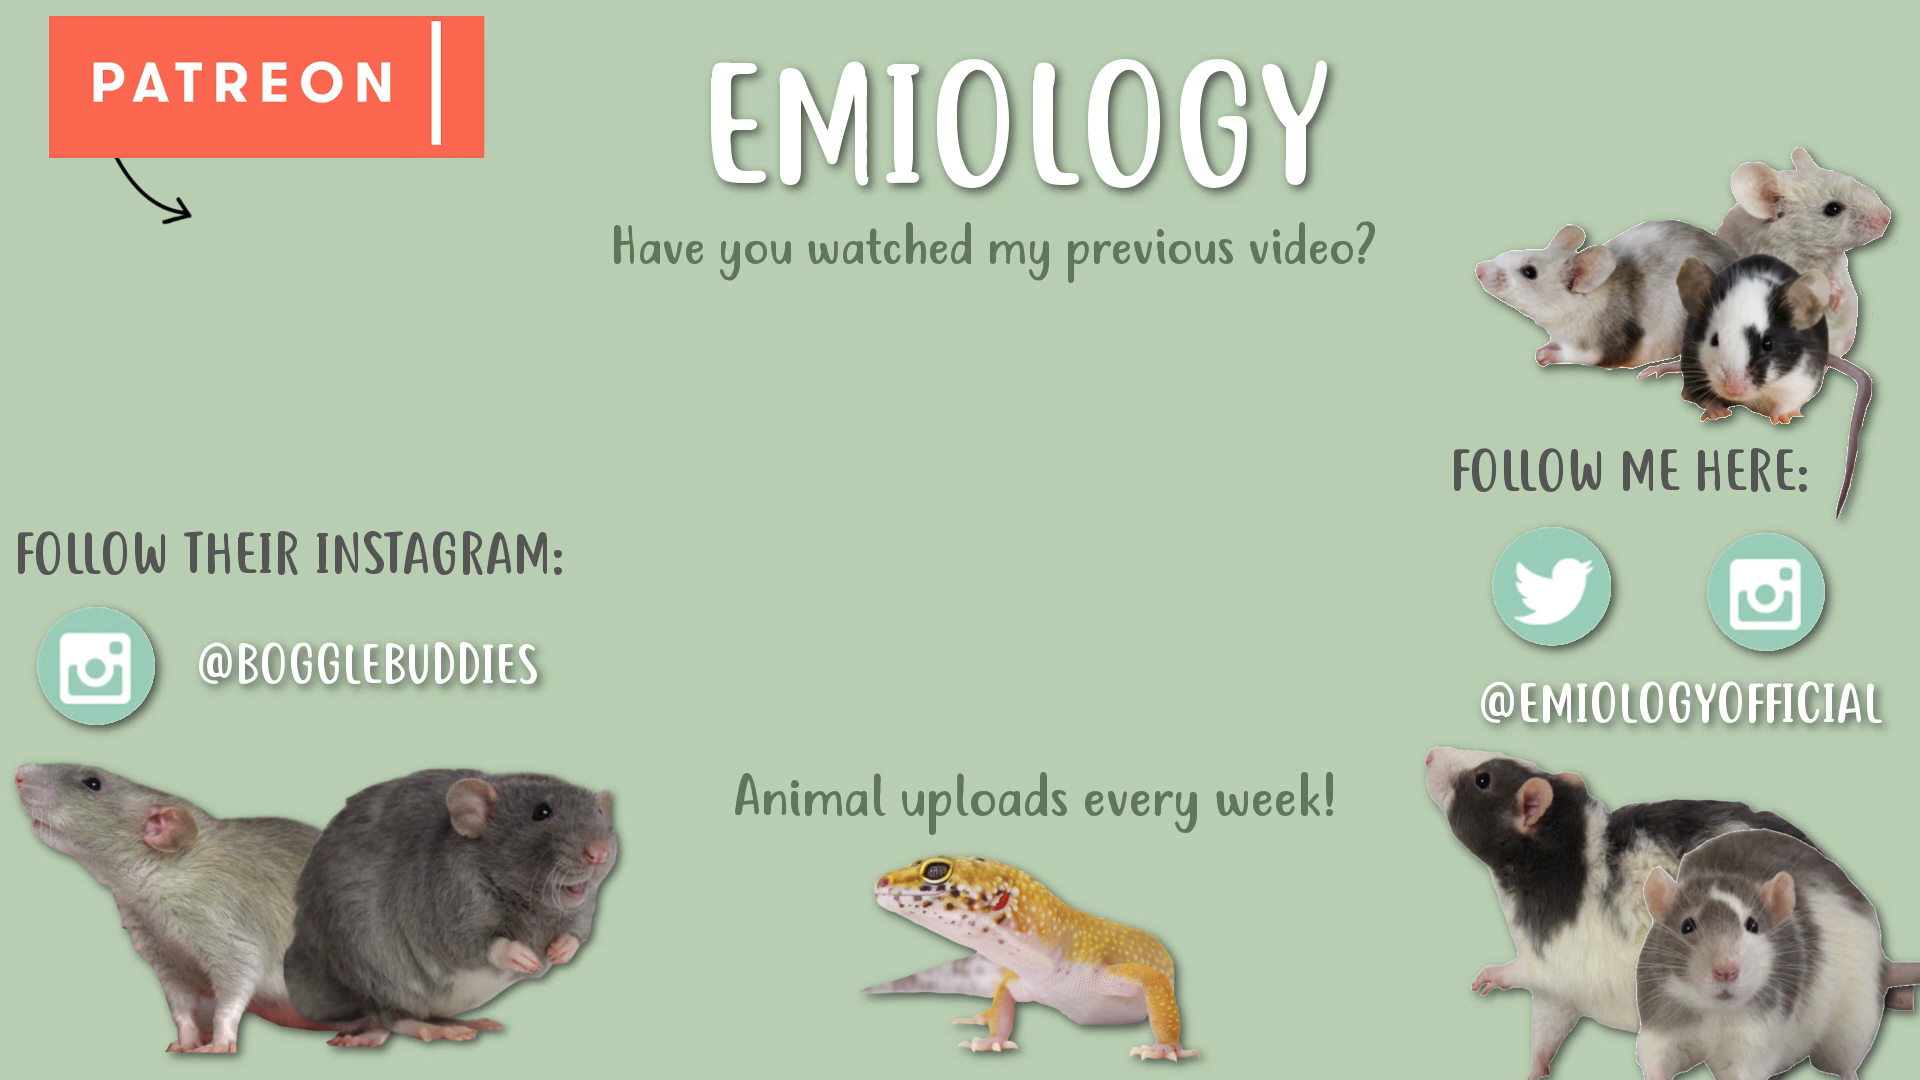 PATREON
EMIOLOGY
Have you watched my previous video?
FOLLOW ME HERE:
@EMIOLOGYOFFICIAL
FOLLOW THEIR INSTAGRAM:
@BOGGLEBUDDIES
Animal uploads every week!